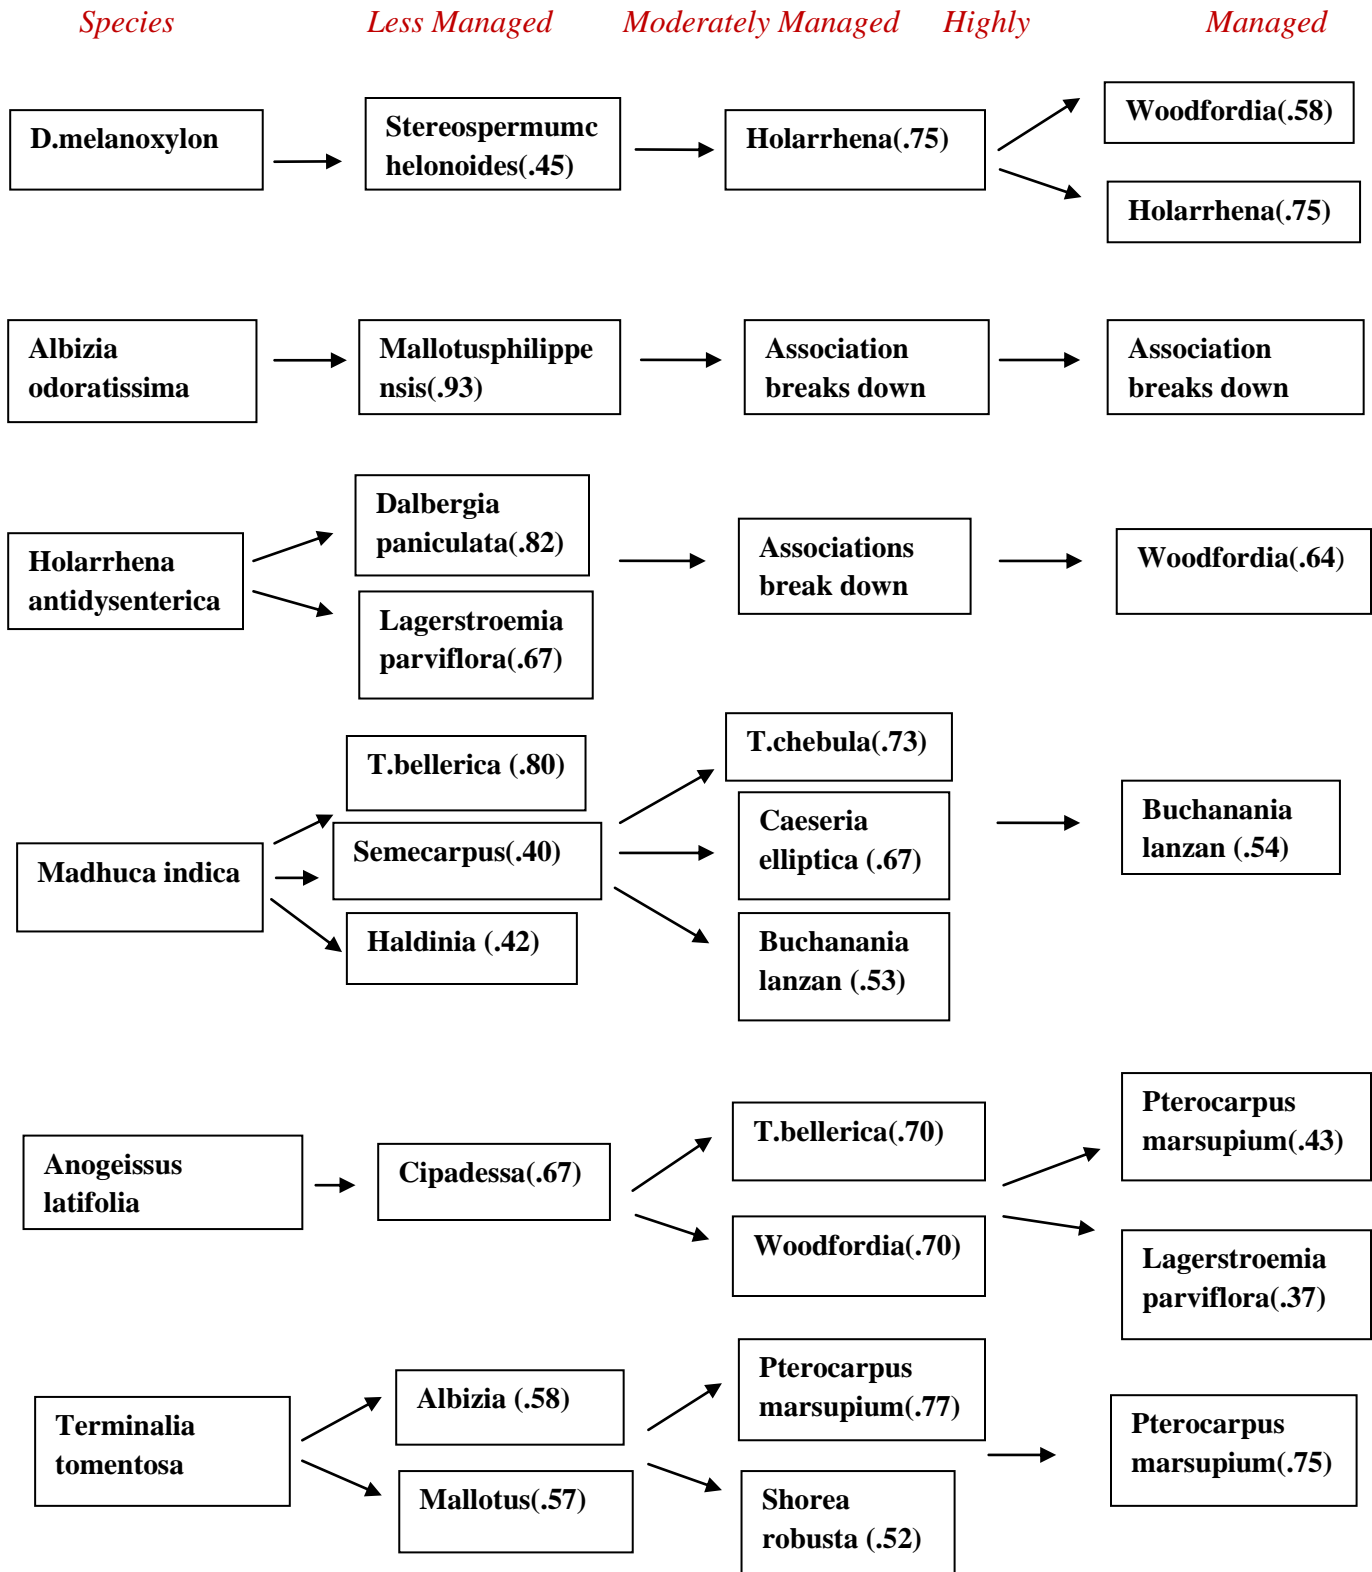 Species Less Managed Moderately Managed Highly Managed
D.melanoxylon
Stereospermumc
helonoides(.45)
Holarrhena(.75)
Woodfordia(.58)
Holarrhena(.75)
Albizia
odoratissima
Mallotusphilippe
nsis(.93)
Association
breaks down
Association
breaks down
Holarrhena
antidysenterica
Dalbergia
paniculata(.82)
Lagerstroemia
parviflora(.67)
Associations
break down
Woodfordia(.64)
Madhuca indica
T.bellerica (.80)
Semecarpus(.40)
Haldinia (.42)
T.chebula(.73)
Caeseria
elliptica (.67)
Buchanania
lanzan (.53)
Buchanania
lanzan (.54)
Anogeissus
latifolia
Cipadessa(.67)
T.bellerica(.70)
Woodfordia(.70)
Pterocarpus
marsupium(.43)
Lagerstroemia
parviflora(.37)
Terminalia
tomentosa
Albizia (.58)
Mallotus(.57)
Pterocarpus
marsupium(.77)
Shorea
robusta (.52)
Pterocarpus
marsupium(.75)